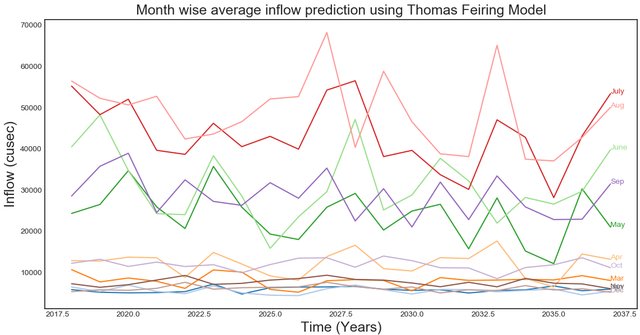 Month wise average inflow prediction using Thomas Feiring Model
70000
60000
50000
40000
30000
20000
10000
Inflow (cusec)
2017.5
2020.0
2022.5
2025.0
2027.5
2030.0
2032.5
2035.0
2037.5
Time (Years)
July
Aug
June
Sep
May
Apr
Oct
Mar
Nov
Dec